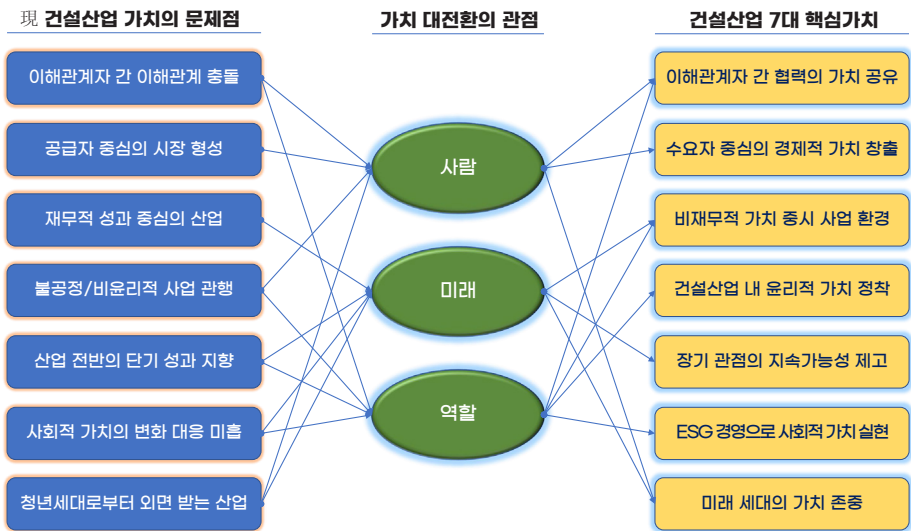 現 건설산업 가치의 문제점
가치 대전환의 관점
건설산업 7대 핵심가치
이해관계자 간 이해관계 충돌
공급자 중심의 시장 형성
재무적 성과 중심의 산업
불공정/비윤리적 사업 관행
산업 전반의 단기 성과 지향
사회적 가치의 변화 대응 미흡
청년세대로부터 외면 받는 산업
사람
미래
역할
이해관계자 간 협력의 가치 공유
수요자 중심의 경제적 가치 창출
비재무적 가치 중시 사업 환경
건설산업 내 윤리적 가치 정착
장기 관점의 지속가능성 제고
ESG 경영으로 사회적 가치 실현
미래 세대의 가치 존중